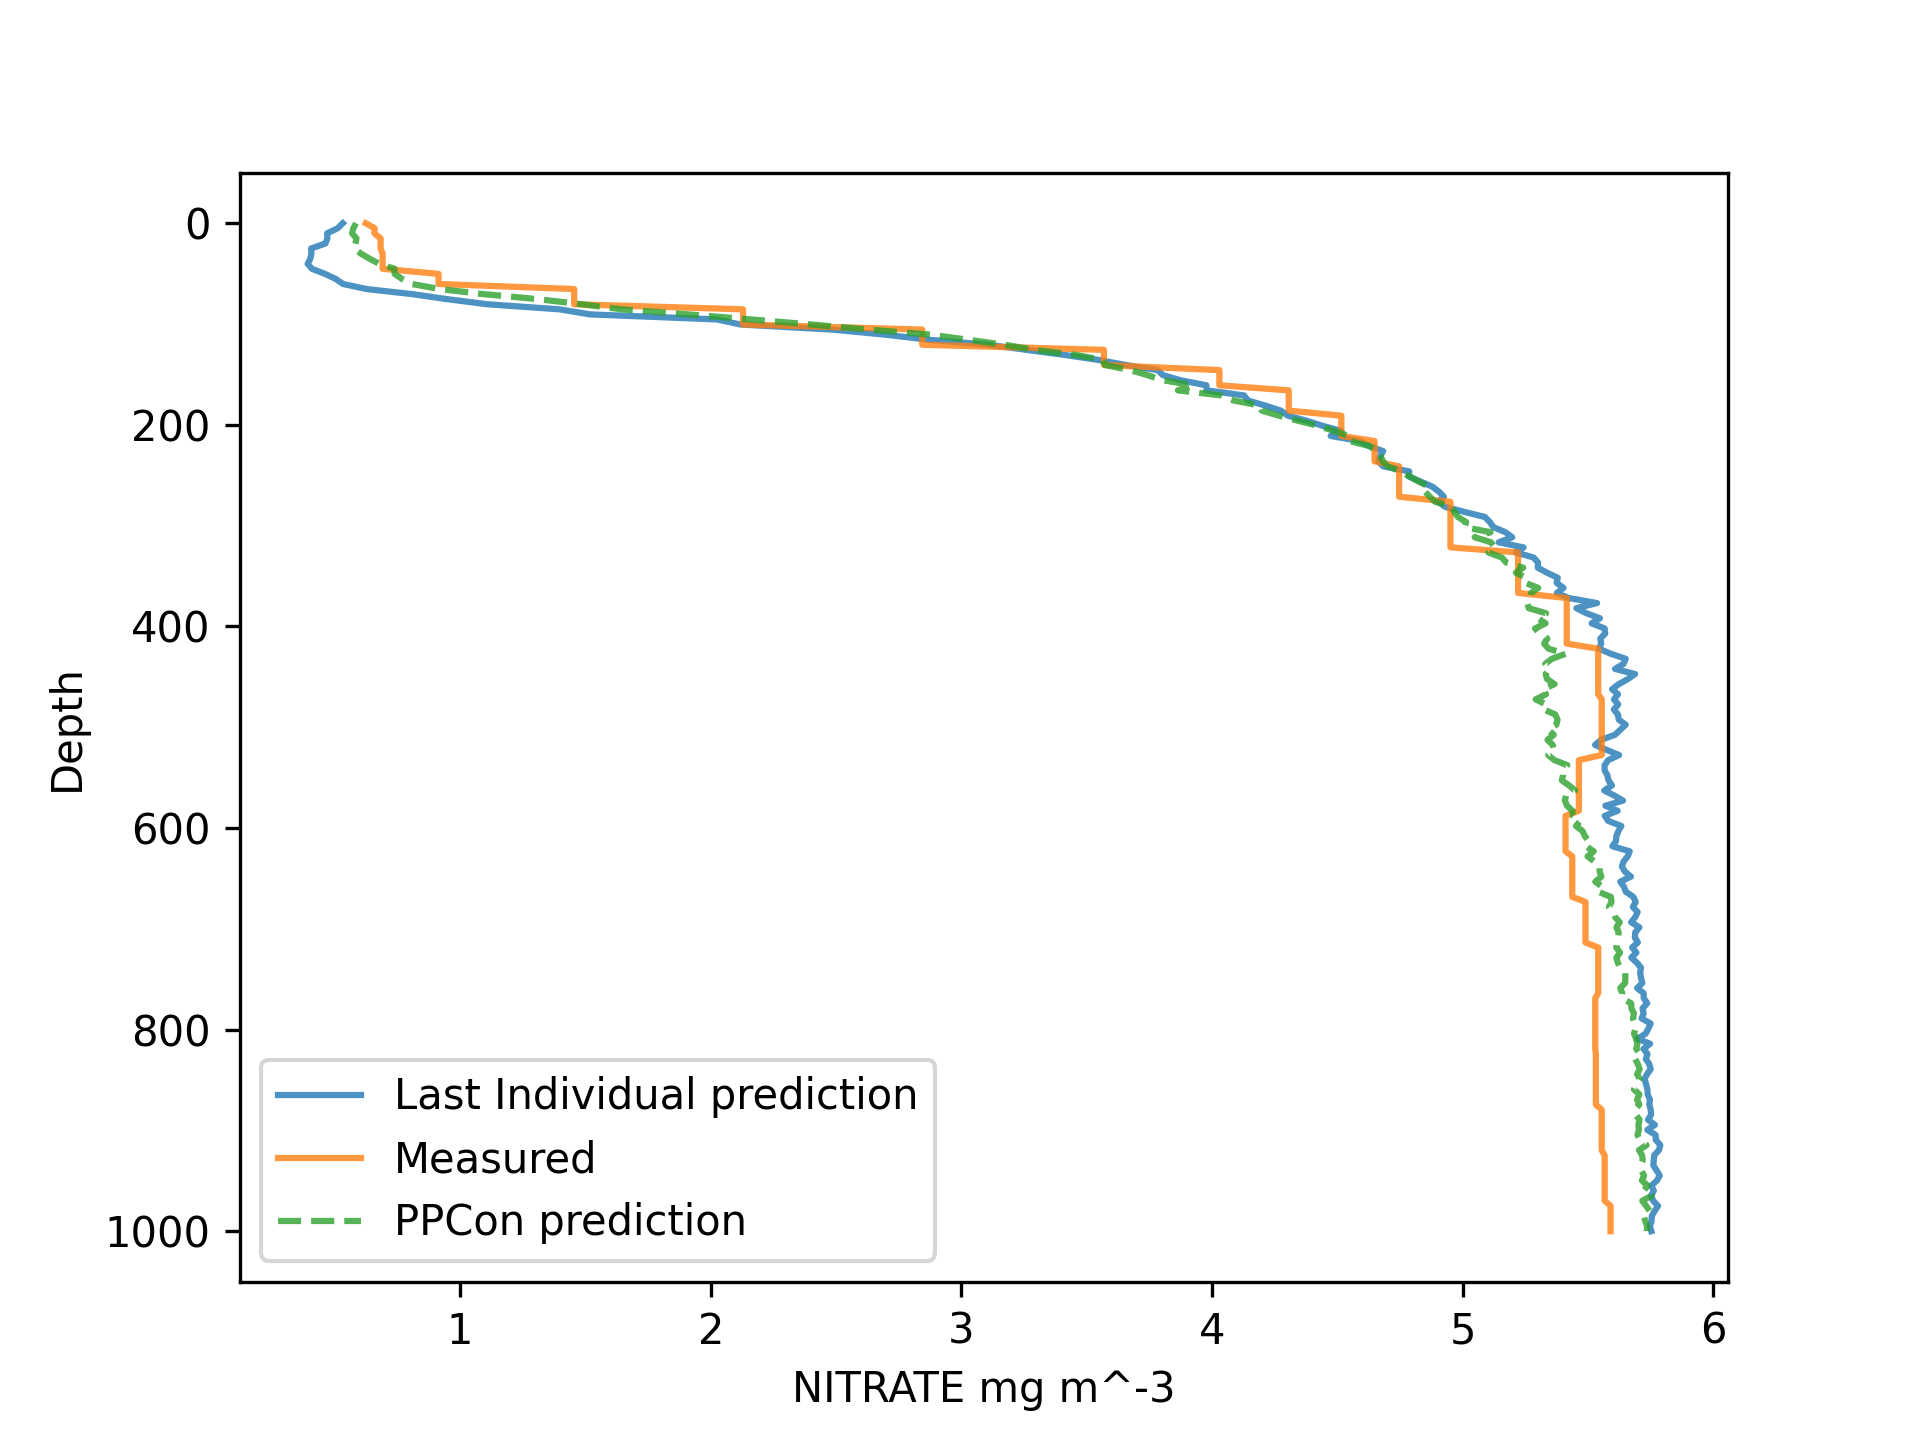 0
200
400
600
800
1000
Depth
Last Individual prediction
Measured
PPCon prediction
1 2 3 4 5 6
NITRATE mg m^-3